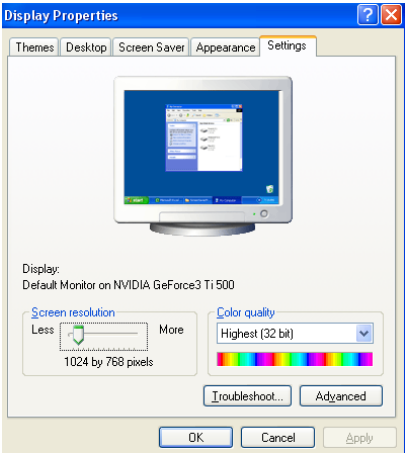 Display Properties
Themes Desktop Screen Saver Appearance Settings
Display:
Default Monitor on NVIDIA GeForce3 Ti 500
Screen resolution
Less More
1024 by 768 pixels
Color quality
Highest (32 bit)
Troubleshoot... Advanced
OK Cancel Apply